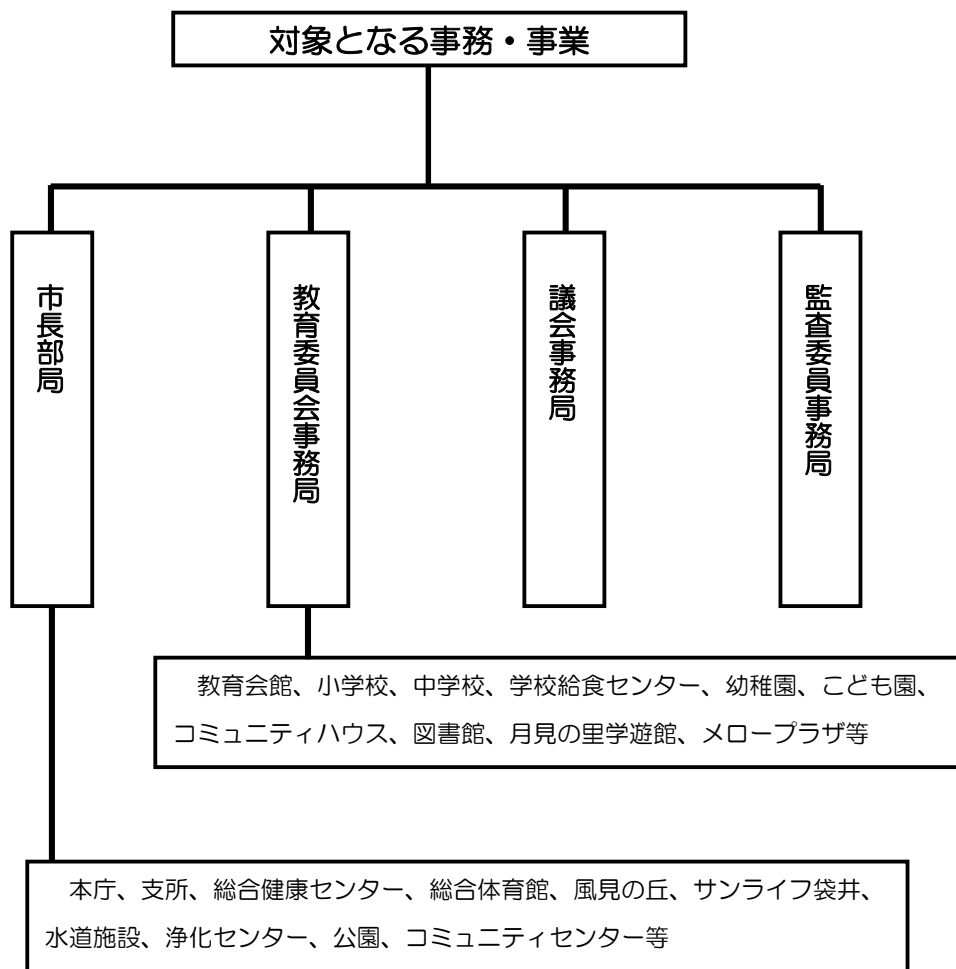 対象となる事務・事業
市長部局
教育委員会事務局
議会事務局
監査委員事務局
教育会館、小学校、中学校、学校給食センター、幼稚園、こども園、
コミュニティハウス、図書館、月見の里学遊館、メロープラザ等
本庁、支所、総合健康センター、総合体育館、風見の丘、サンライフ袋井、
水道施設、浄化センター、公園、コミュニティセンター等